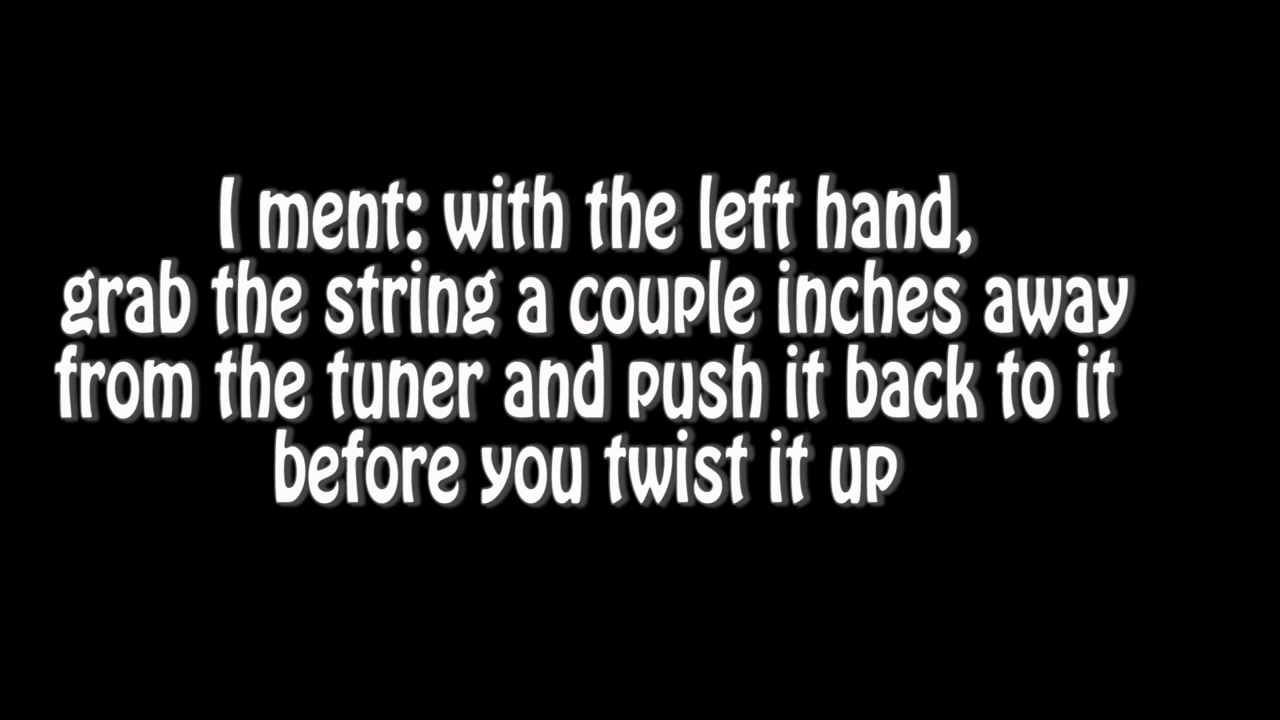 I ment: with the left hand,
grab the string a couple inches away
from the tuner and push it back to it
before you twist it up